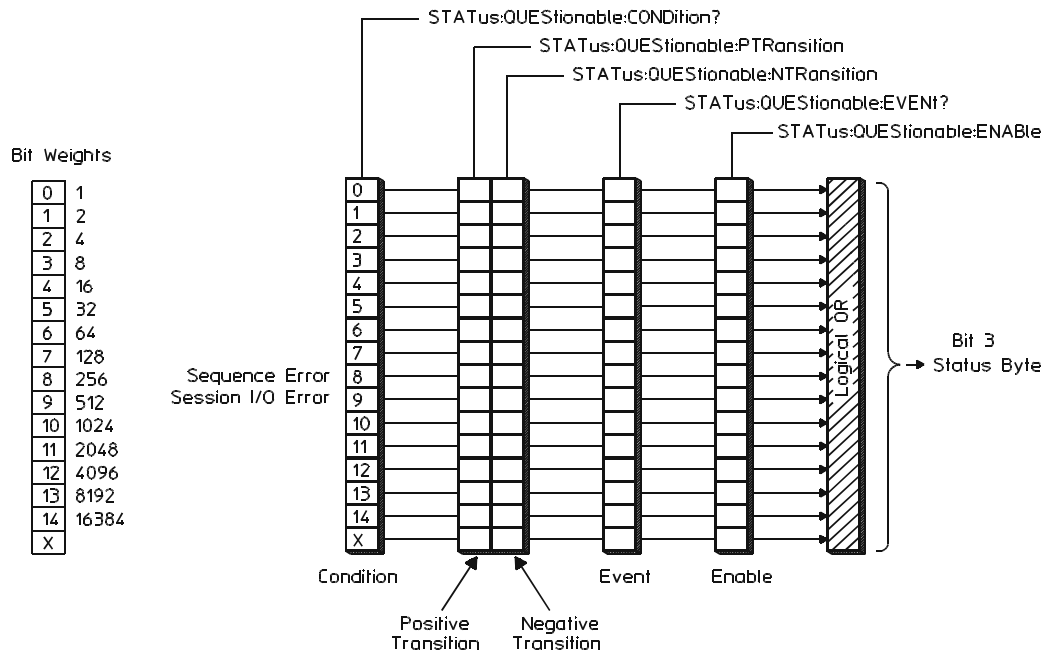 STATus:QUEStionable:CONDition?
STATus:QUEStionable:PTRansition
STATus:QUEStionable:NTRansition
STATus:QUEStionable:EVENt?
STATus:QUEStionable:ENABle
Bit Weights
0 1
1 2
2 4
3 8
4 16
5 32
6 64
7 128
8 256
9 512
10 1024
11 2048
12 4096
13 8192
14 16384
X
Sequence Error
Session I/O Error
0
1
2
3
4
5
6
7
8
9
10
11
12
13
14
X
Logical OR
Bit 3
Status Byte
Condition
Event
Enable
Positive
Transition
Negative
Transition